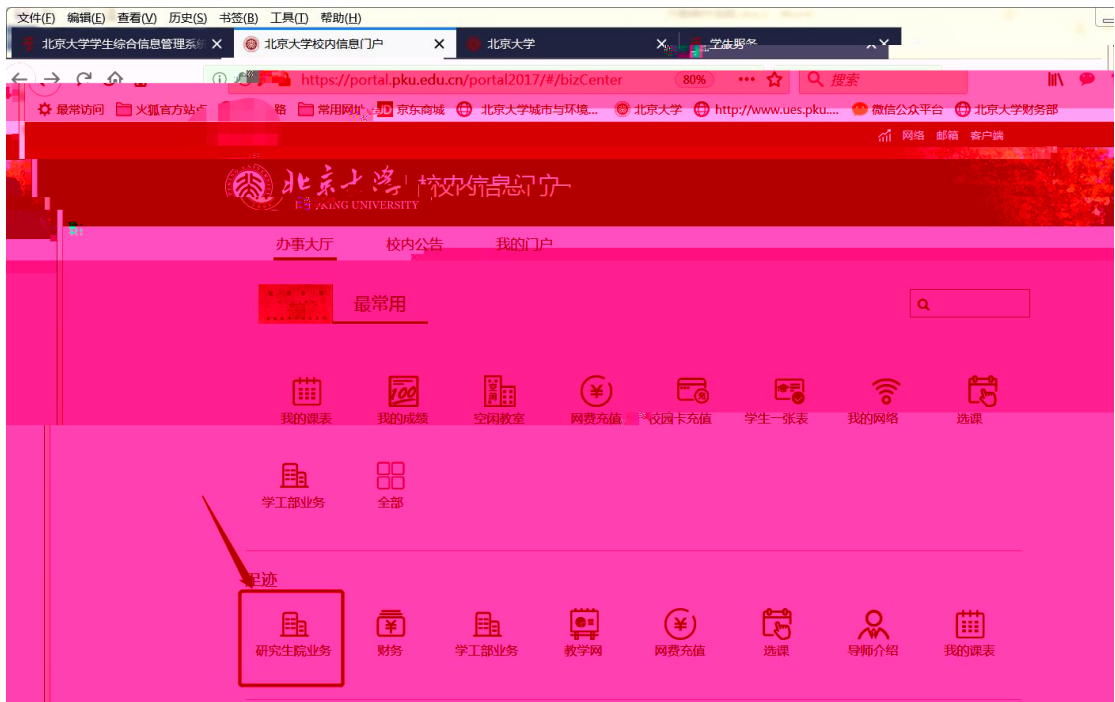 文件(F) 编辑(E) 查看(V) 历史(S) 书签(B) 工具(T) 帮助(H)
北京大学学生综合信息管理系统 北京大学校内信息门户 北京大学
https://portal.pku.edu.cn/portal2017/#/bizCenter 80% 搜索
最常访问 火狐官方站点 常用网址 JD 京东商城 北京大学城市与环境... 北京大学 http://www.ues.pku.... 微信公众平台 北京大学财务部
网络 邮箱 客户端
北京大学 校内信息门户
PEKING UNIVERSITY
办事大厅 校内公告 我的门户
最常用
我的课表 我的成绩 空闲教室 网费充值 校园卡充值 学生一张表 我的网络 选课
学工部业务 全部
足迹
研究生院业务 财务 学工部业务 教学网 网费充值 选课 导师介绍 我的课表